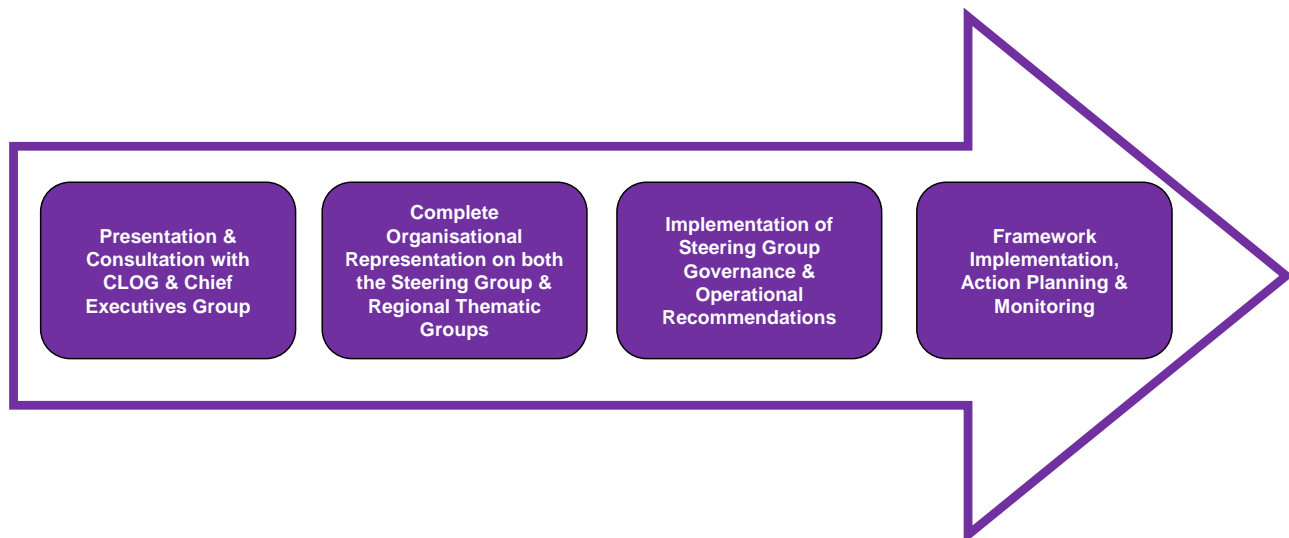 Presentation &
Consultation with
CLOG & Chief
Executives Group
Complete
Organisational
Representation on both
the Steering Group &
Regional Thematic
Groups
Implementation of
Steering Group
Governance &
Operational
Recommendations
Framework
Implementation,
Action Planning &
Monitoring